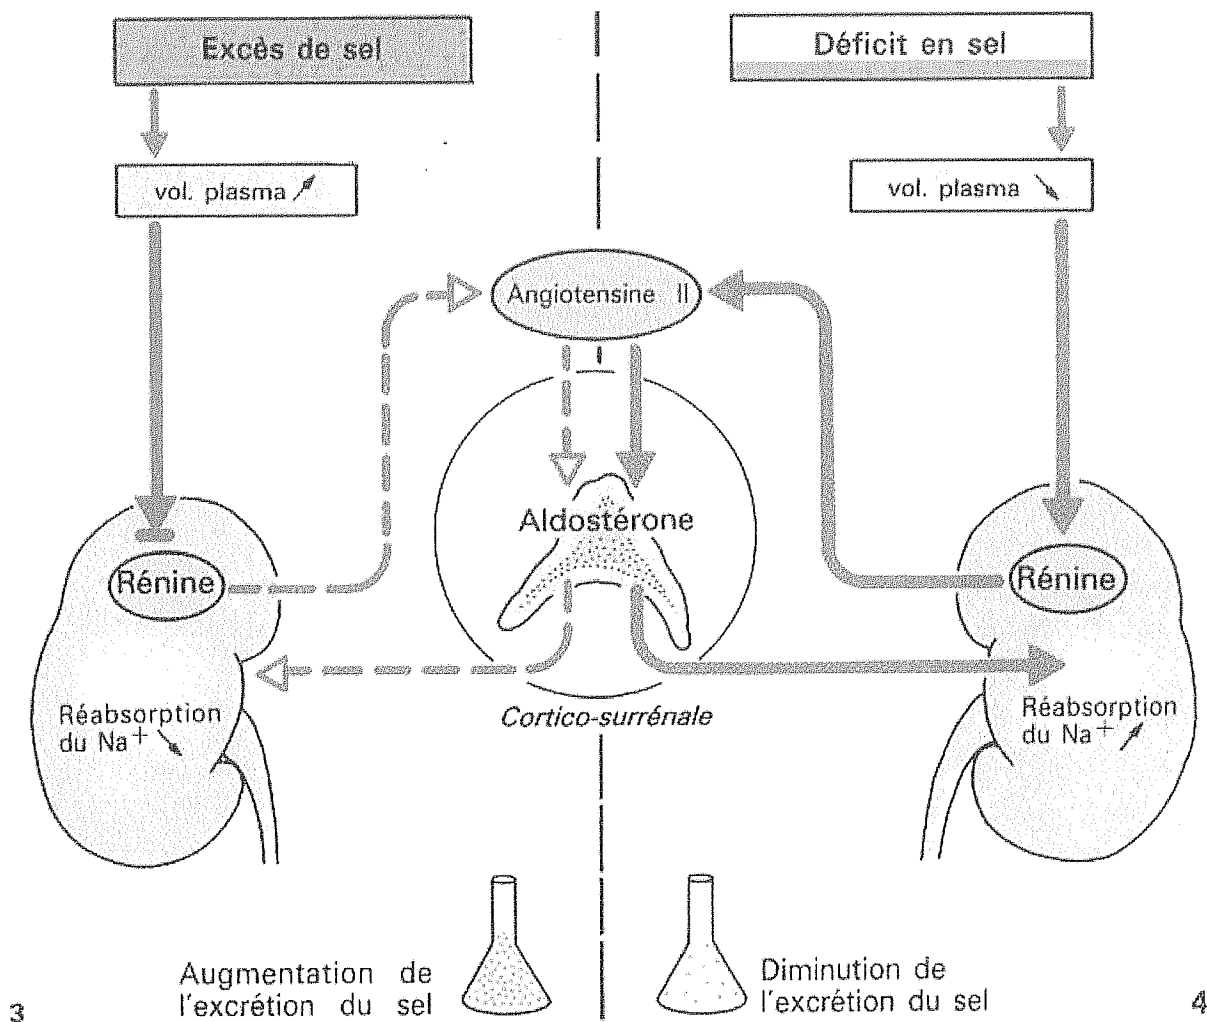 Excès de sel
Déficit en sel
vol. plasma
vol. plasma
Angiotensine II
Aldostérone
Rénine
Rénine
Réabsorption
du Na+
Réabsorption
du Na+
Cortico-surrénale
Augmentation de
l'excrétion du sel
Diminution de
l'excrétion du sel
3
4